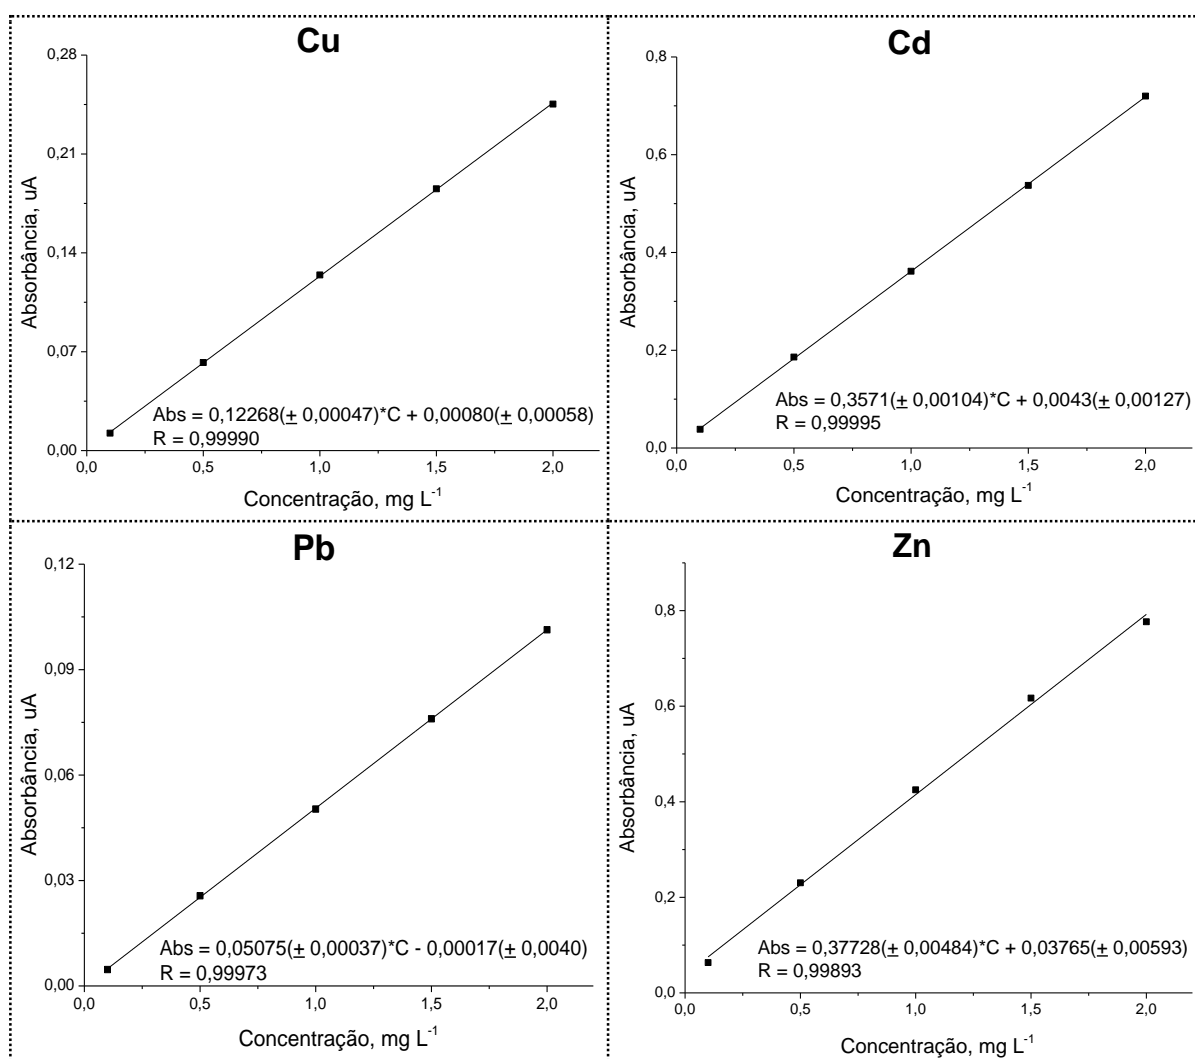 Cu
0,28
0,21
0,14
0,07
0,00
Absorbância, uA
Abs = 0,12268(± 0,00047)*C + 0,00080(± 0,00058)
R = 0,99990
0,0 0,5 1,0 1,5 2,0
Concentração, mg L⁻¹
Cd
0,8
0,6
0,4
0,2
0,0
Absorbância, uA
Abs = 0,3571(± 0,00104)*C + 0,0043(± 0,00127)
R = 0,99995
0,0 0,5 1,0 1,5 2,0
Concentração, mg L⁻¹
Pb
0,12
0,09
0,06
0,03
0,00
Absorbância, uA
Abs = 0,05075(± 0,00037)*C - 0,00017(± 0,0040)
R = 0,99973
0,0 0,5 1,0 1,5 2,0
Concentração, mg L⁻¹
Zn
0,8
0,6
0,4
0,2
0,0
Absorbância, uA
Abs = 0,37728(± 0,00484)*C + 0,03765(± 0,00593)
R = 0,99893
0,0 0,5 1,0 1,5 2,0
Concentração, mg L⁻¹